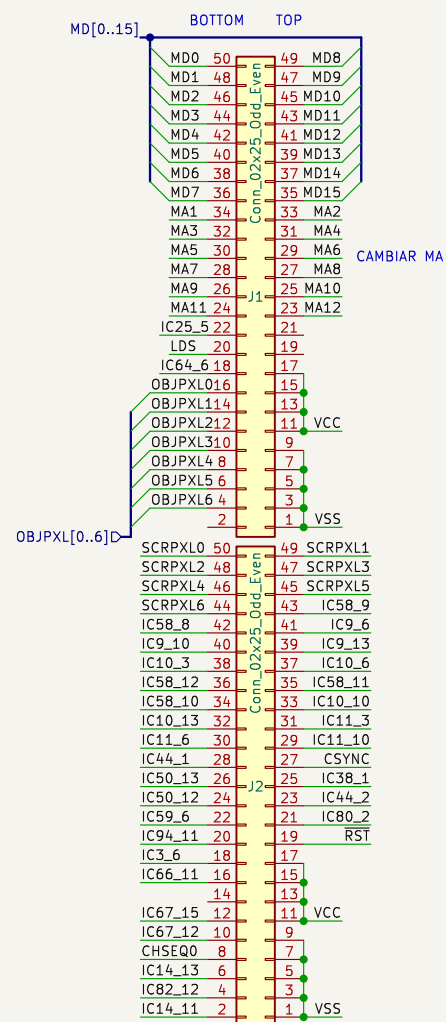 BOTTOM TOP
MD[0..15]
MD0 50 49 MD8
MD1 48 47 MD9
MD2 46 45 MD10
MD3 44 43 MD11
MD4 42 41 MD12
MD5 40 39 MD13
MD6 38 37 MD14
MD7 36 35 MD15
Conn_02x25_Odd_Even
MA1 34 33 MA2
MA3 32 31 MA4
MA5 30 29 MA6
CAMBIAR MA
MA7 28 27 MA8
MA9 26 25 MA10
J1
MA11 24 23 MA12
IC25_5 22 21
LDS 20 19
IC64_6 18 17
OBJPXL0 16 15
OBJPXL1 14 13
OBJPXL2 12 11 VCC
OBJPXL3 10 9
OBJPXL4 8 7
OBJPXL5 6 5
OBJPXL6 4 3
2 1 VSS
OBJPXL[0..6]
SCRPXL0 50 49 SCRPXL1
SCRPXL2 48 47 SCRPXL3
SCRPXL4 46 45 SCRPXL5
SCRPXL6 44 43 IC58_9
IC58_8 42 41 IC9_6
IC9_10 40 39 IC9_13
IC10_3 38 37 IC10_6
IC58_12 36 35 IC58_11
Conn_02x25_Odd_Even
IC58_10 34 33 IC10_10
IC10_13 32 31 IC11_3
IC11_6 30 29 IC11_10
IC44_1 28 27 CSYNC
IC50_13 26 25 IC38_1
J2
IC50_12 24 23 IC44_2
IC59_6 22 21 IC80_2
IC94_11 20 19 RST
IC3_6 18 17
IC66_11 16 15
14 13
IC67_15 12 11 VCC
IC67_12 10 9
CHSEQ0 8 7
IC14_13 6 5
IC82_12 4 3
IC14_11 2 1 VSS